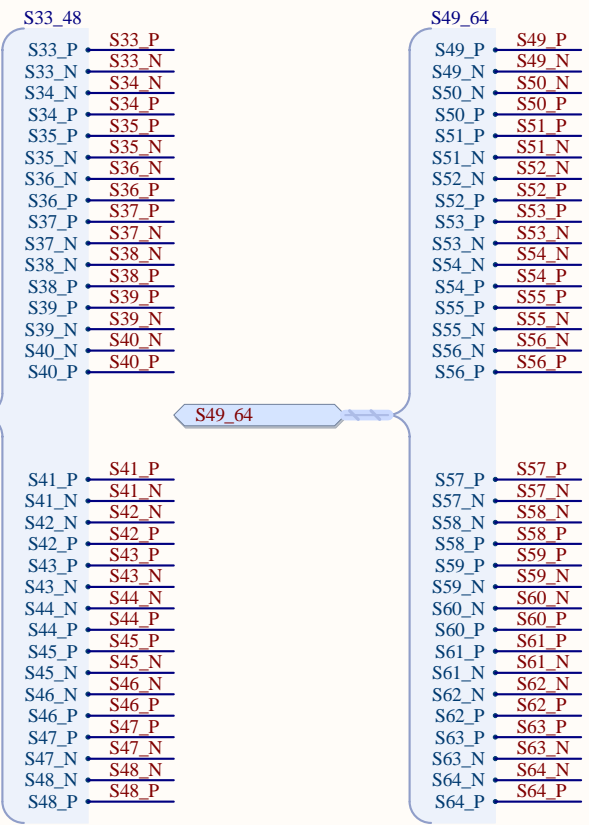 S33_48
S33_P S33_P
S33_N S33_N
S34_N S34_N
S34_P S34_P
S35_P S35_P
S35_N S35_N
S36_N S36_N
S36_P S36_P
S37_P S37_P
S37_N S37_N
S38_N S38_N
S38_P S38_P
S39_P S39_P
S39_N S39_N
S40_N S40_N
S40_P S40_P
S41_P S41_P
S41_N S41_N
S42_N S42_N
S42_P S42_P
S43_P S43_P
S43_N S43_N
S44_N S44_N
S44_P S44_P
S45_P S45_P
S45_N S45_N
S46_N S46_N
S46_P S46_P
S47_P S47_P
S47_N S47_N
S48_N S48_N
S48_P S48_P
S49_64
S49_64
S49_P S49_P
S49_N S49_N
S50_N S50_N
S50_P S50_P
S51_P S51_P
S51_N S51_N
S52_N S52_N
S52_P S52_P
S53_P S53_P
S53_N S53_N
S54_N S54_N
S54_P S54_P
S55_P S55_P
S55_N S55_N
S56_N S56_N
S56_P S56_P
S57_P S57_P
S57_N S57_N
S58_N S58_N
S58_P S58_P
S59_P S59_P
S59_N S59_N
S60_N S60_N
S60_P S60_P
S61_P S61_P
S61_N S61_N
S62_N S62_N
S62_P S62_P
S63_P S63_P
S63_N S63_N
S64_N S64_N
S64_P S64_P